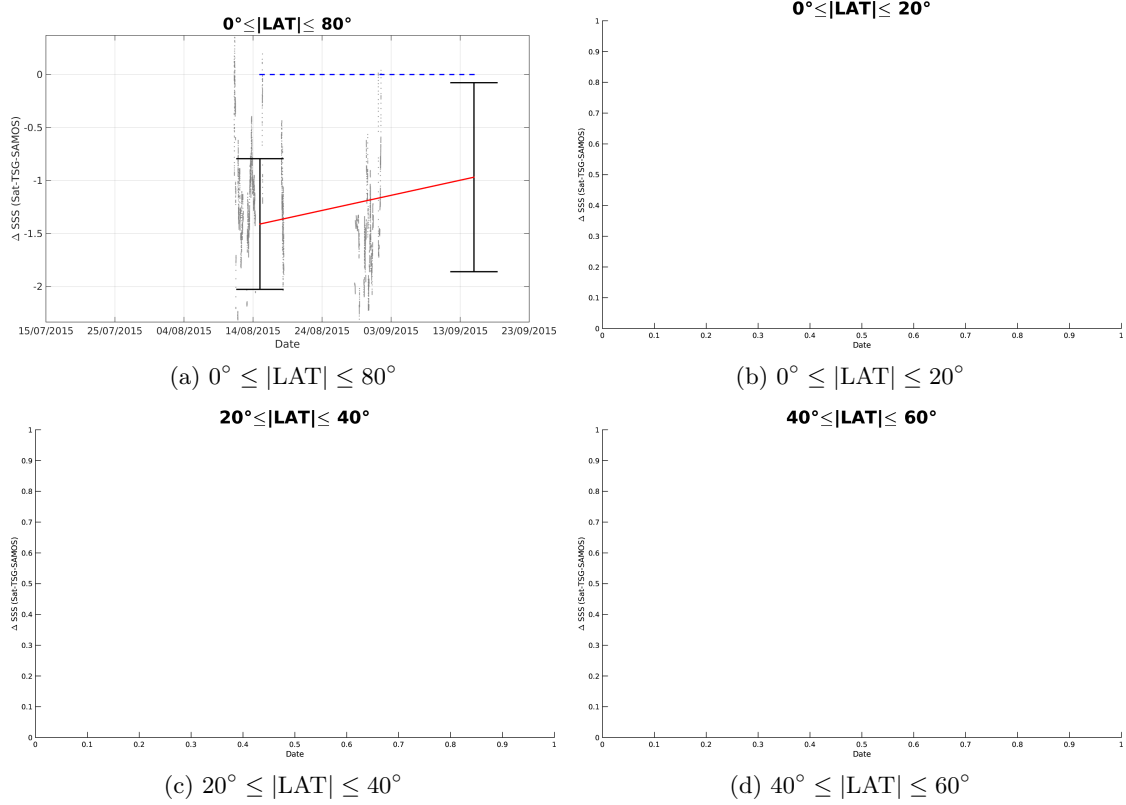 0°≤|LAT|≤ 80°
0
-0.5
-1
-1.5
-2
Δ SSS (Sat-TSG-SAMOS)
15/07/2015 25/07/2015 04/08/2015 14/08/2015 24/08/2015 03/09/2015 13/09/2015 23/09/2015
Date
(a) 0° ≤ |LAT| ≤ 80°
0°≤|LAT|≤ 20°
1
0.9
0.8
0.7
0.6
0.5
0.4
0.3
0.2
0.1
0
Δ SSS (Sat-TSG-SAMOS)
0 0.1 0.2 0.3 0.4 0.5 0.6 0.7 0.8 0.9 1
Date
(b) 0° ≤ |LAT| ≤ 20°
20°≤|LAT|≤ 40°
1
0.9
0.8
0.7
0.6
0.5
0.4
0.3
0.2
0.1
0
Δ SSS (Sat-TSG-SAMOS)
0 0.1 0.2 0.3 0.4 0.5 0.6 0.7 0.8 0.9 1
Date
(c) 20° ≤ |LAT| ≤ 40°
40°≤|LAT|≤ 60°
1
0.9
0.8
0.7
0.6
0.5
0.4
0.3
0.2
0.1
0
Δ SSS (Sat-TSG-SAMOS)
0 0.1 0.2 0.3 0.4 0.5 0.6 0.7 0.8 0.9 1
Date
(d) 40° ≤ |LAT| ≤ 60°